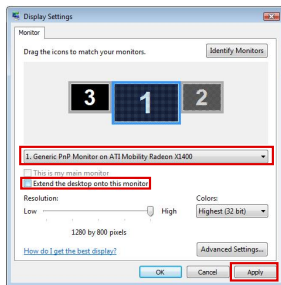 Display Settings
Monitor
Drag the icons to match your monitors.
Identify Monitors
3
1
2
1. Generic PnP Monitor on ATI Mobility Radeon X1400
This is my main monitor
Extend the desktop onto this monitor
Resolution:
Colors:
Low
High
Highest (32 bit)
1280 by 800 pixels
How do I get the best display?
Advanced Settings...
OK
Cancel
Apply